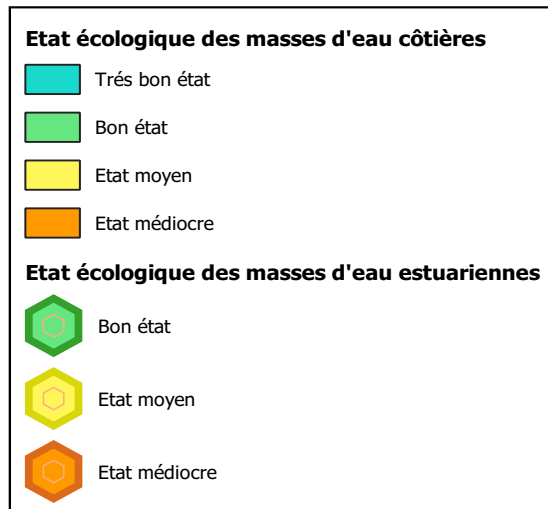 Etat écologique des masses d'eau côtières
Trés bon état
Bon état
Etat moyen
Etat médiocre
Etat écologique des masses d'eau estuariennes
Bon état
Etat moyen
Etat médiocre